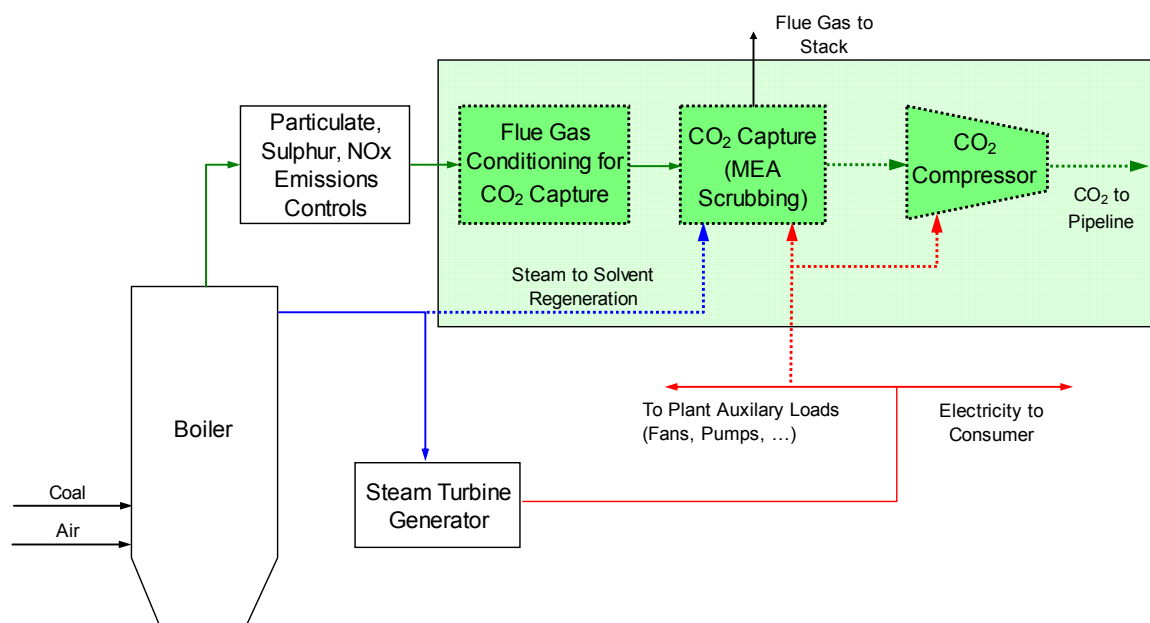 Flue Gas to
Stack
Particulate,
Sulphur, NOx
Emissions
Controls
Flue Gas
Conditioning for
CO₂ Capture
CO₂ Capture
(MEA
Scrubbing)
CO₂
Compressor
CO₂ to
Pipeline
Steam to Solvent
Regeneration
Boiler
To Plant Auxilary Loads
(Fans, Pumps, …)
Electricity to
Consumer
Steam Turbine
Generator
Coal
Air